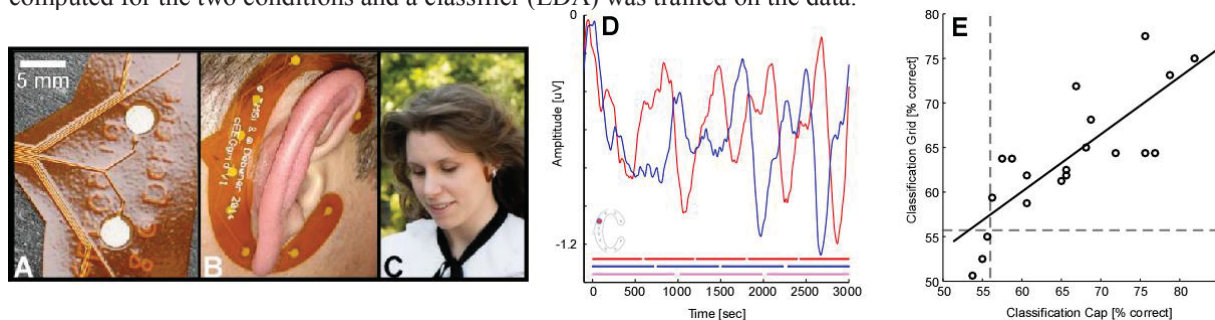 computed for the two conditions and a classifier (LDA) was trained on the data.
5 mm
A
B
C
D
0
-1.2
Ampltitude [uV]
0
500
1000
1500
2000
2500
3000
Time [sec]
E
80
75
70
65
60
55
50
Classification Grid [% correct]
50
55
60
65
70
75
80
Classification Cap [% correct]